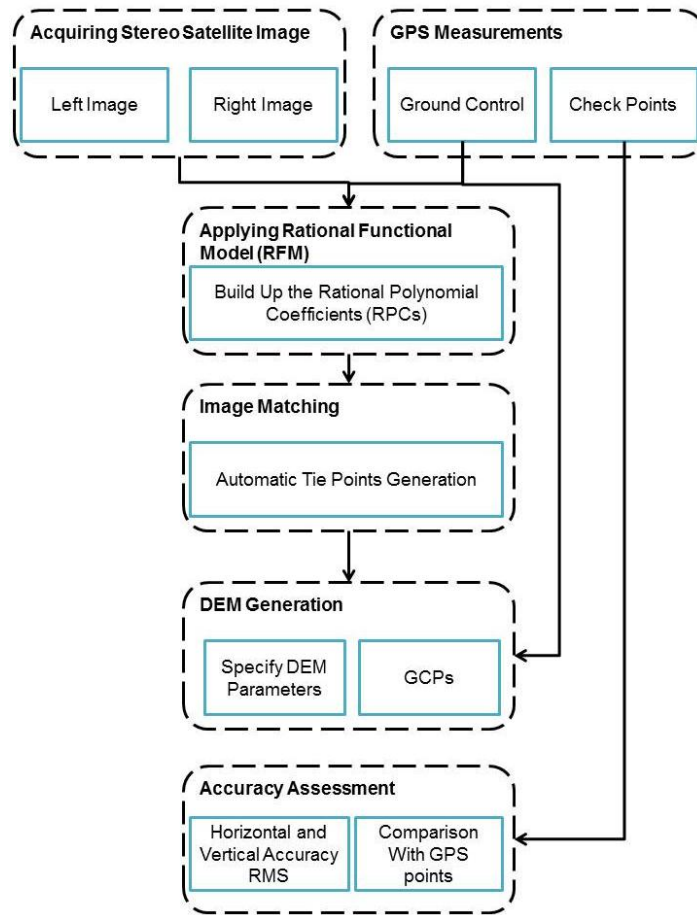 Acquiring Stereo Satellite Image
Left Image
Right Image
GPS Measurements
Ground Control
Check Points
Applying Rational Functional
Model (RFM)
Build Up the Rational Polynomial
Coefficients (RPCs)
Image Matching
Automatic Tie Points Generation
DEM Generation
Specify DEM
Parameters
GCPs
Accuracy Assessment
Horizontal and
Vertical Accuracy
RMS
Comparison
With GPS
points